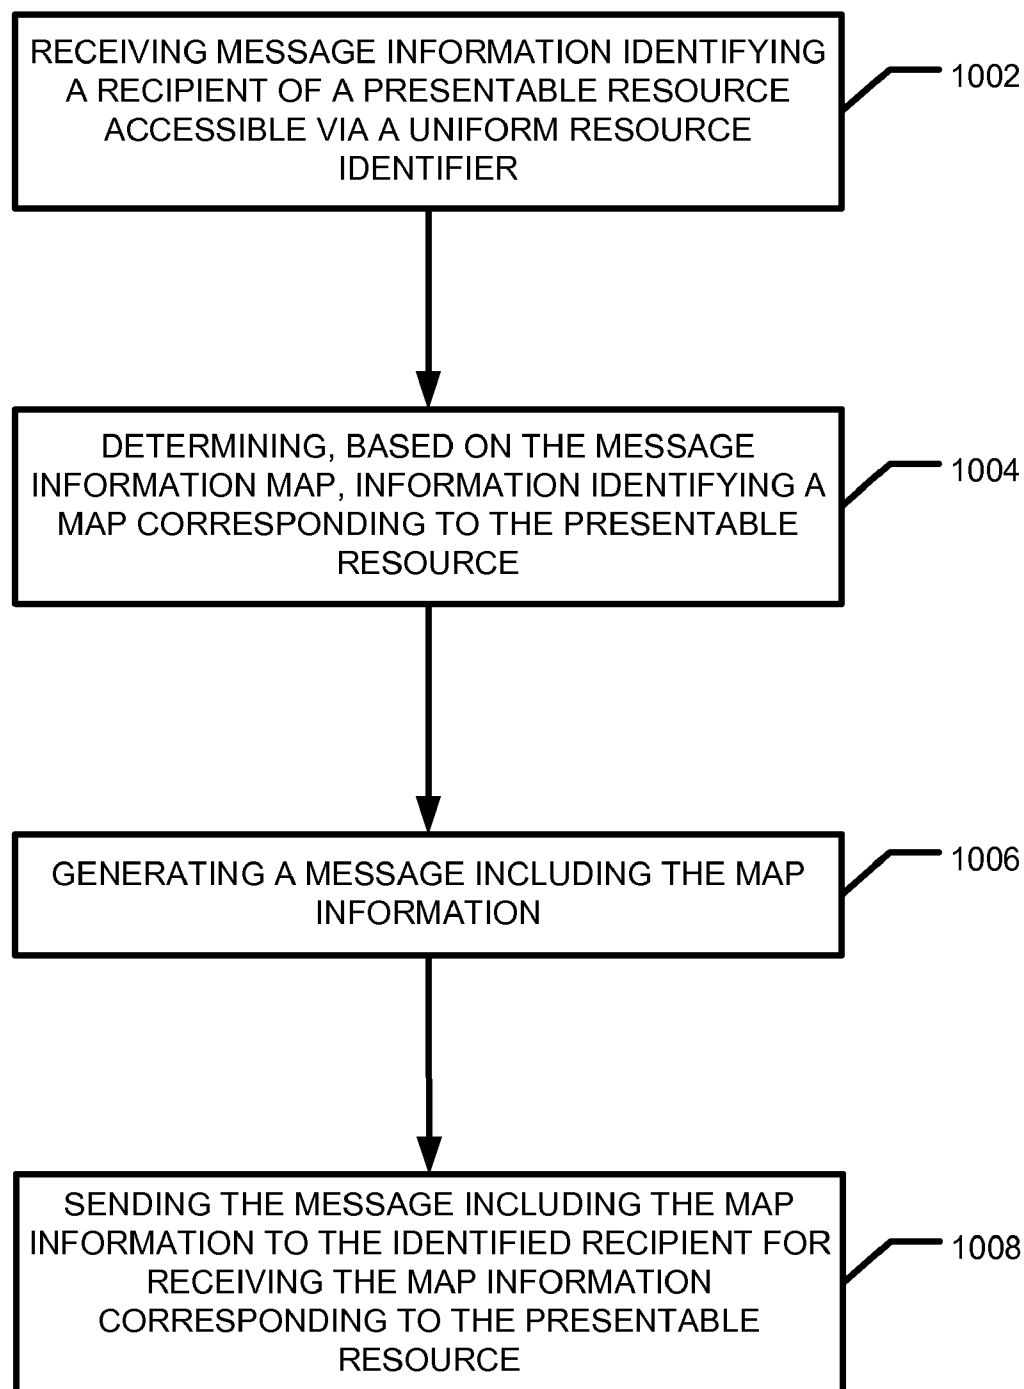 RECEIVING MESSAGE INFORMATION IDENTIFYING
A RECIPIENT OF A PRESENTABLE RESOURCE
ACCESSIBLE VIA A UNIFORM RESOURCE
IDENTIFIER
1002
DETERMINING, BASED ON THE MESSAGE
INFORMATION MAP, INFORMATION IDENTIFYING A
MAP CORRESPONDING TO THE PRESENTABLE
RESOURCE
1004
GENERATING A MESSAGE INCLUDING THE MAP
INFORMATION
1006
SENDING THE MESSAGE INCLUDING THE MAP
INFORMATION TO THE IDENTIFIED RECIPIENT FOR
RECEIVING THE MAP INFORMATION
CORRESPONDING TO THE PRESENTABLE
RESOURCE
1008